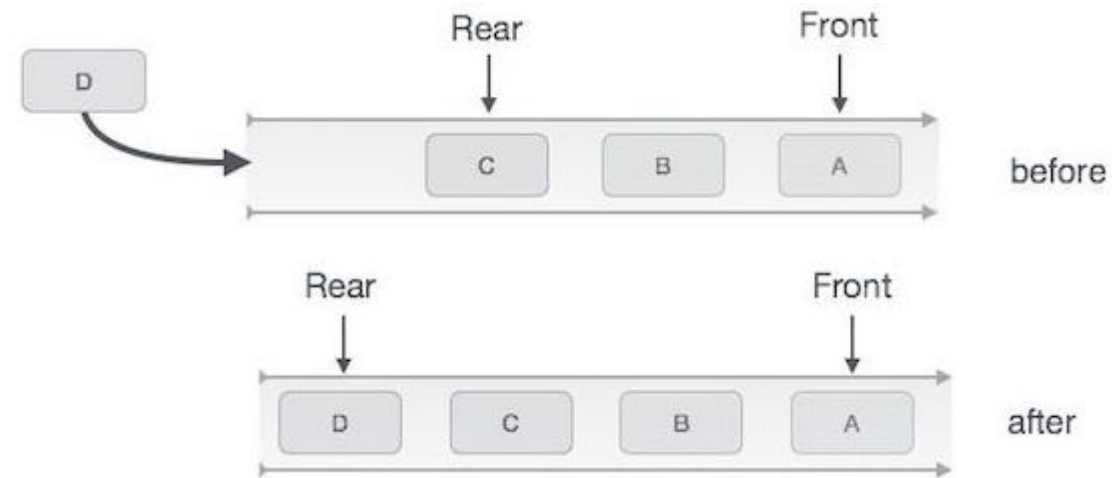 Rear Front
D
C B A before
Rear Front
D C B A after